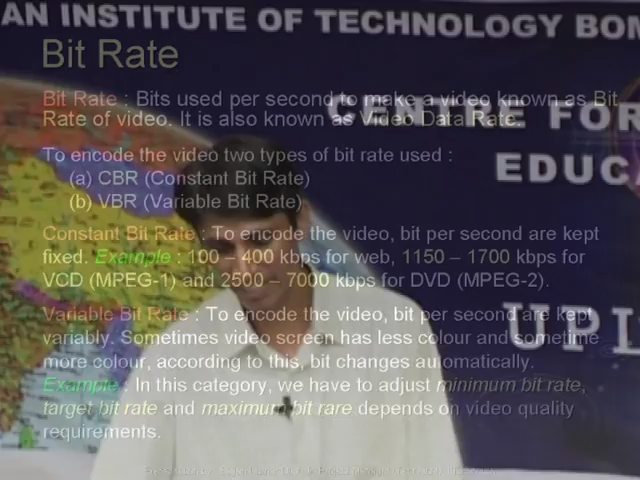 AN INSTITUTE OF TECHNOLOGY BOM
Bit Rate
CENTRE FOR
Bit Rate : Bits used per second to make a video known as Bit
Rate of video. It is also known as Video Data Rate.
EDUCA
To encode the video two types of bit rate used :
(a) CBR (Constant Bit Rate)
(b) VBR (Variable Bit Rate)
Constant Bit Rate : To encode the video, bit per second are kept
fixed. Example : 100 – 400 kbps for web, 1150 – 1700 kbps for
VCD (MPEG-1) and 2500 – 7000 kbps for DVD (MPEG-2).
UPL
Variable Bit Rate : To encode the video, bit per second are kept
variably. Sometimes video screen has less colour and sometime
more colour, according to this, bit changes automatically.
Example : In this category, we have to adjust minimum bit rate,
target bit rate and maximum bit rare depends on video quality
requirements.